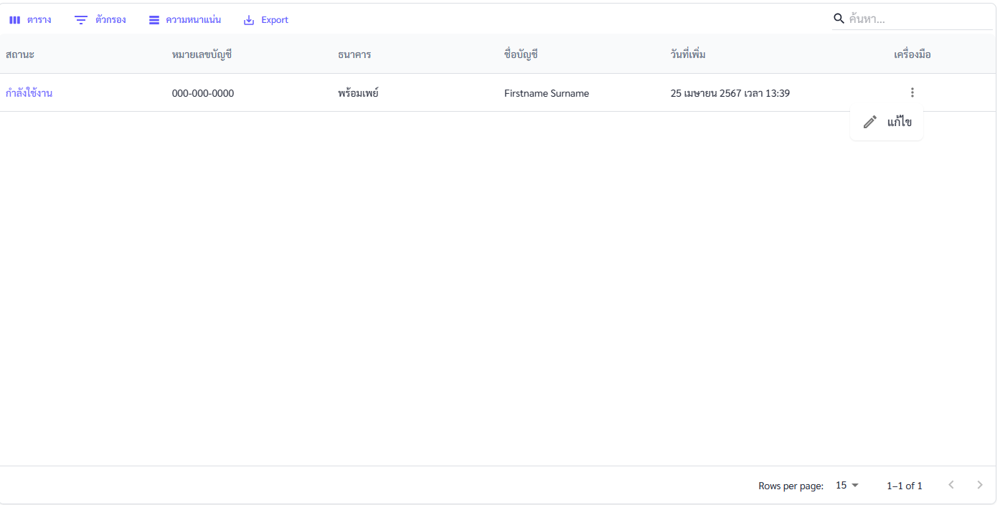 ตาราง ตัวกรอง ความหนาแน่น Export ค้นหา...
สถานะ หมายเลขบัญชี ธนาคาร ชื่อบัญชี วันที่เพิ่ม เครื่องมือ
กำลังใช้งาน 000-000-0000 พร้อมเพย์ Firstname Surname 25 เมษายน 2567 เวลา 13:39
แก้ไข
Rows per page: 15 1–1 of 1